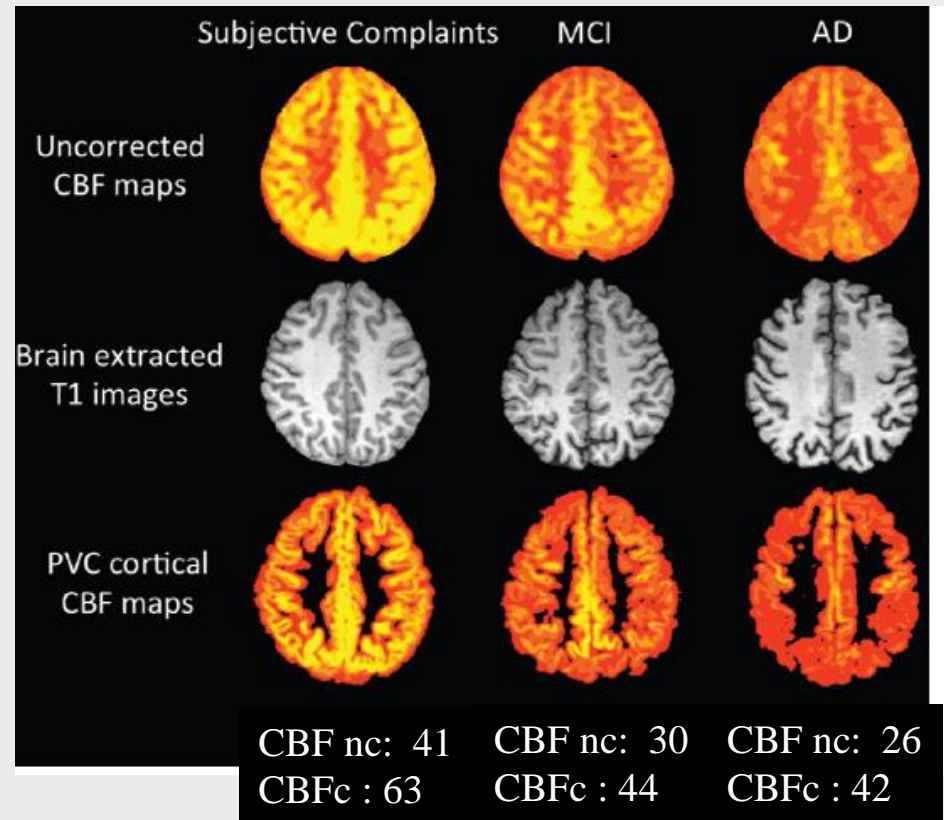 Subjective Complaints MCI AD
Uncorrected
CBF maps
Brain extracted
T1 images
PVC cortical
CBF maps
CBF nc: 41 CBF nc: 30 CBF nc: 26
CBFc : 63 CBFc : 44 CBFc : 42